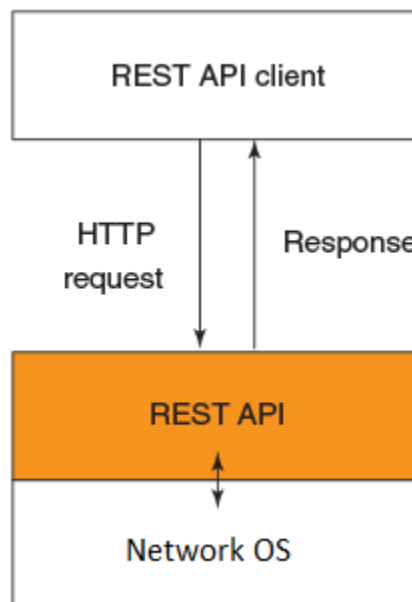 REST API client
HTTP
request
Response
REST API
Network OS